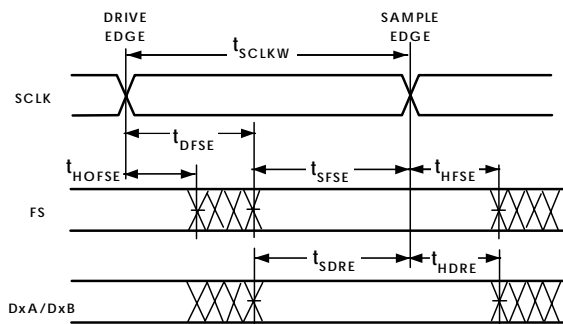 DRIVE EDGE
SAMPLE EDGE
tSCLKW
SCLK
tDFSE
tHOFSE
tSFSE
tHFSE
FS
tSDRE
tHDRE
DxA/DxB